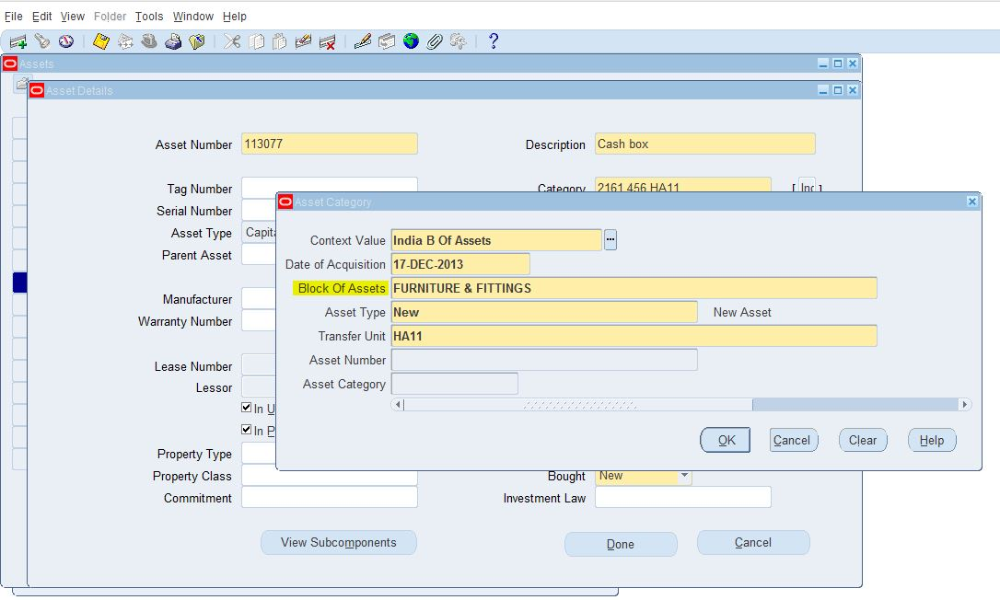 File Edit View Folder Tools Window Help
?
Assets
Asset Details
Asset Number 113077 Description Cash box
Tag Number Category 2161.456.HA11 [ Inc ]
Serial Number
Asset Type Capita
Parent Asset
Manufacturer
Warranty Number
Lease Number
Lessor
In U
In P
Property Type
Property Class Bought New
Commitment Investment Law
View Subcomponents Done Cancel
Asset Category
Context Value India B Of Assets ...
Date of Acquisition 17-DEC-2013
Block Of Assets FURNITURE & FITTINGS
Asset Type New New Asset
Transfer Unit HA11
Asset Number
Asset Category
OK Cancel Clear Help